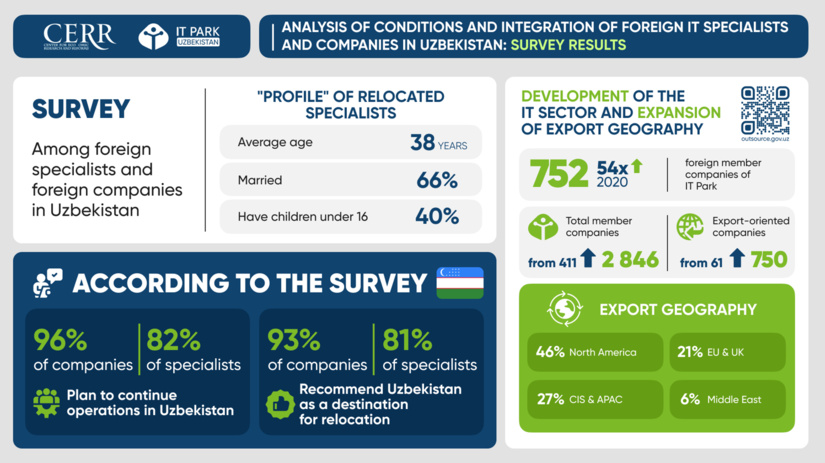 CERR
CENTER FOR ECONOMIC
RESEARCH AND REFORMS
IT PARK
UZBEKISTAN
ANALYSIS OF CONDITIONS AND INTEGRATION OF FOREIGN IT SPECIALISTS
AND COMPANIES IN UZBEKISTAN: SURVEY RESULTS
SURVEY
Among foreign
specialists and
foreign companies
in Uzbekistan
"PROFILE" OF RELOCATED
SPECIALISTS
Average age 38 YEARS
Married 66%
Have children under 16 40%
ACCORDING TO THE SURVEY
96%
of companies
82%
of specialists
Plan to continue
operations in Uzbekistan
93%
of companies
81%
of specialists
Recommend Uzbekistan
as a destination
for relocation
DEVELOPMENT OF THE
IT SECTOR AND EXPANSION
OF EXPORT GEOGRAPHY
outsource.gov.uz
752
54x
2020
foreign member
companies of
IT Park
Total member
companies
from 411 2 846
Export-oriented
companies
from 61 750
EXPORT GEOGRAPHY
46% North America
21% EU & UK
27% CIS & APAC
6% Middle East